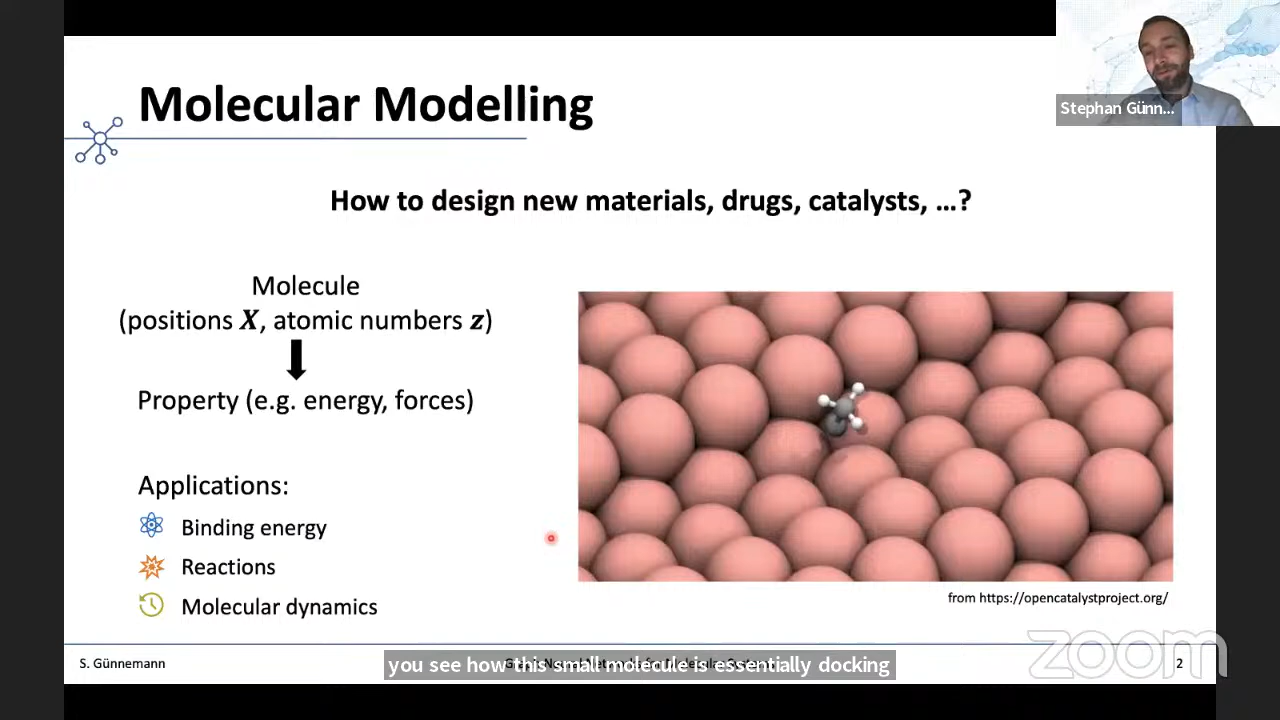 Molecular Modelling
Stephan Günn...
How to design new materials, drugs, catalysts, …?
Molecule
(positions X, atomic numbers z)
Property (e.g. energy, forces)
Applications:
Binding energy
Reactions
Molecular dynamics
from https://opencatalystproject.org/
zoom
S. Günnemann
you see how this small molecule is essentially docking
2